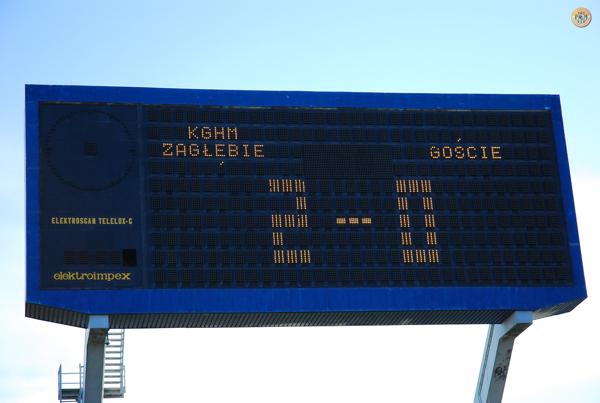 KGHM
ZAGŁĘBIE
GOŚCIE
2 - 0
ELEKTROSCAN TELELUX-C
elektroimpex